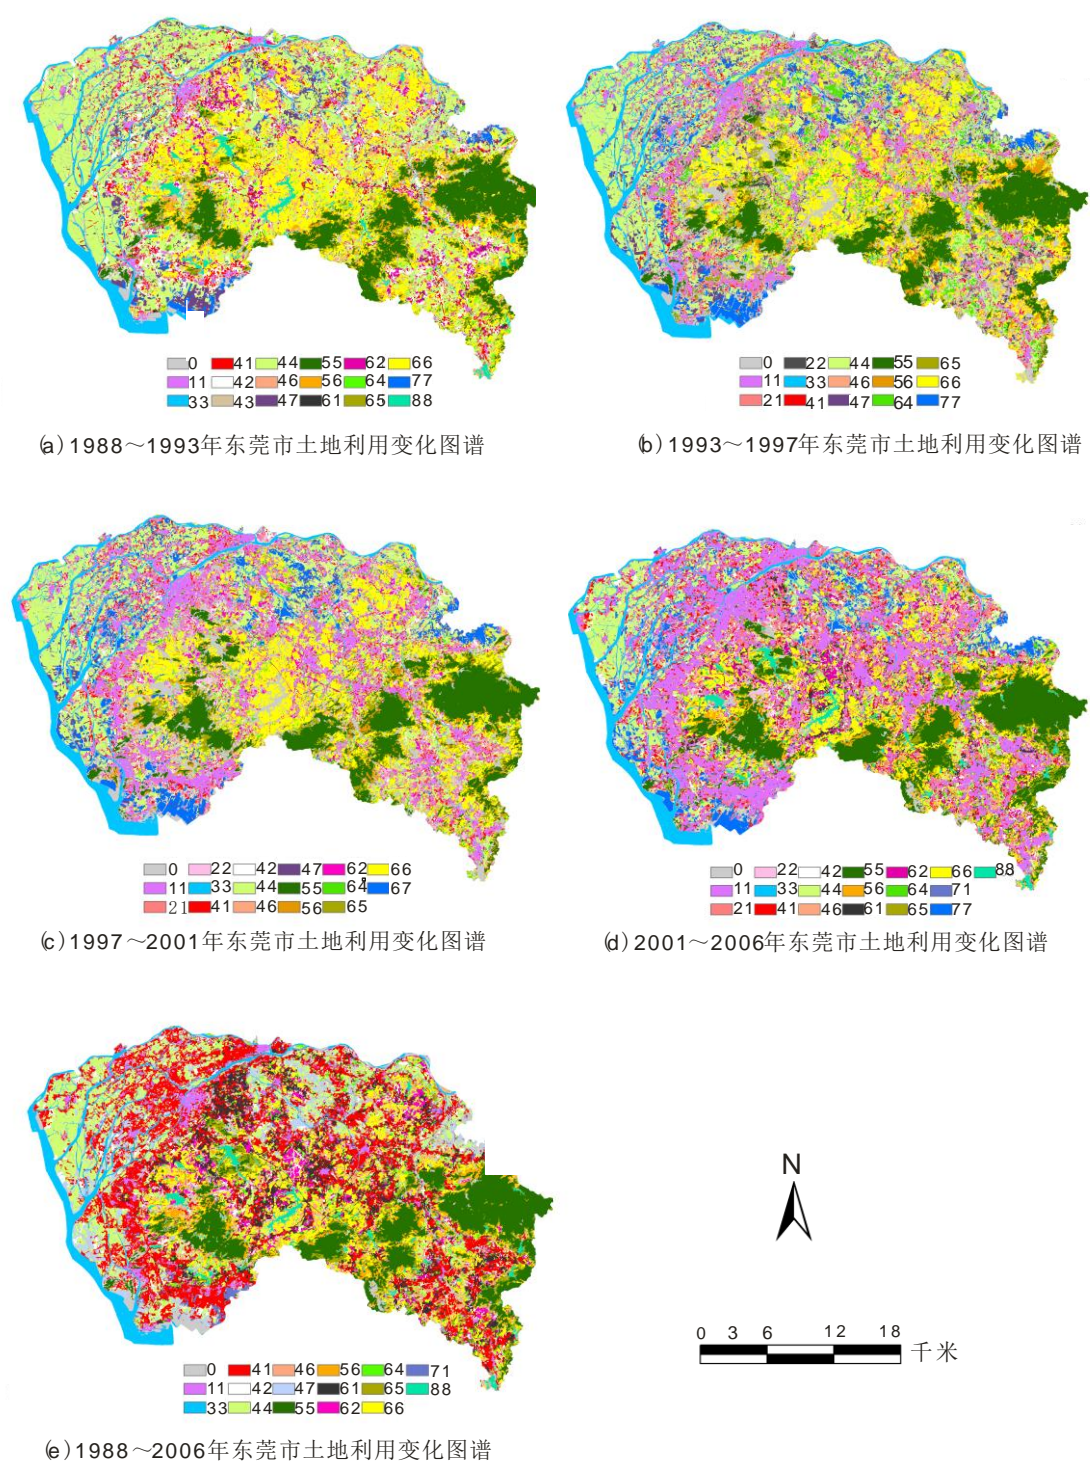 0 41 44 55 62 66
11 42 46 56 64 77
33 43 47 61 65 88
(a)1988～1993年东莞市土地利用变化图谱
0 22 44 55 65
11 33 46 56 66
21 41 47 64 77
(b)1993～1997年东莞市土地利用变化图谱
0 22 42 47 62 66
11 33 44 55 64 67
21 41 46 56 65
(c)1997～2001年东莞市土地利用变化图谱
0 22 42 55 62 66 88
11 33 44 56 64 71
21 41 46 61 65 77
(d)2001～2006年东莞市土地利用变化图谱
0 41 46 56 64 71
11 42 47 61 65 88
33 44 55 62 66
(e)1988～2006年东莞市土地利用变化图谱
N
0 3 6 12 18
千米